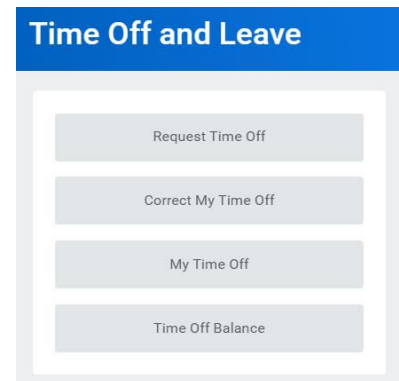 Time Off and Leave
Request Time Off
Correct My Time Off
My Time Off
Time Off Balance